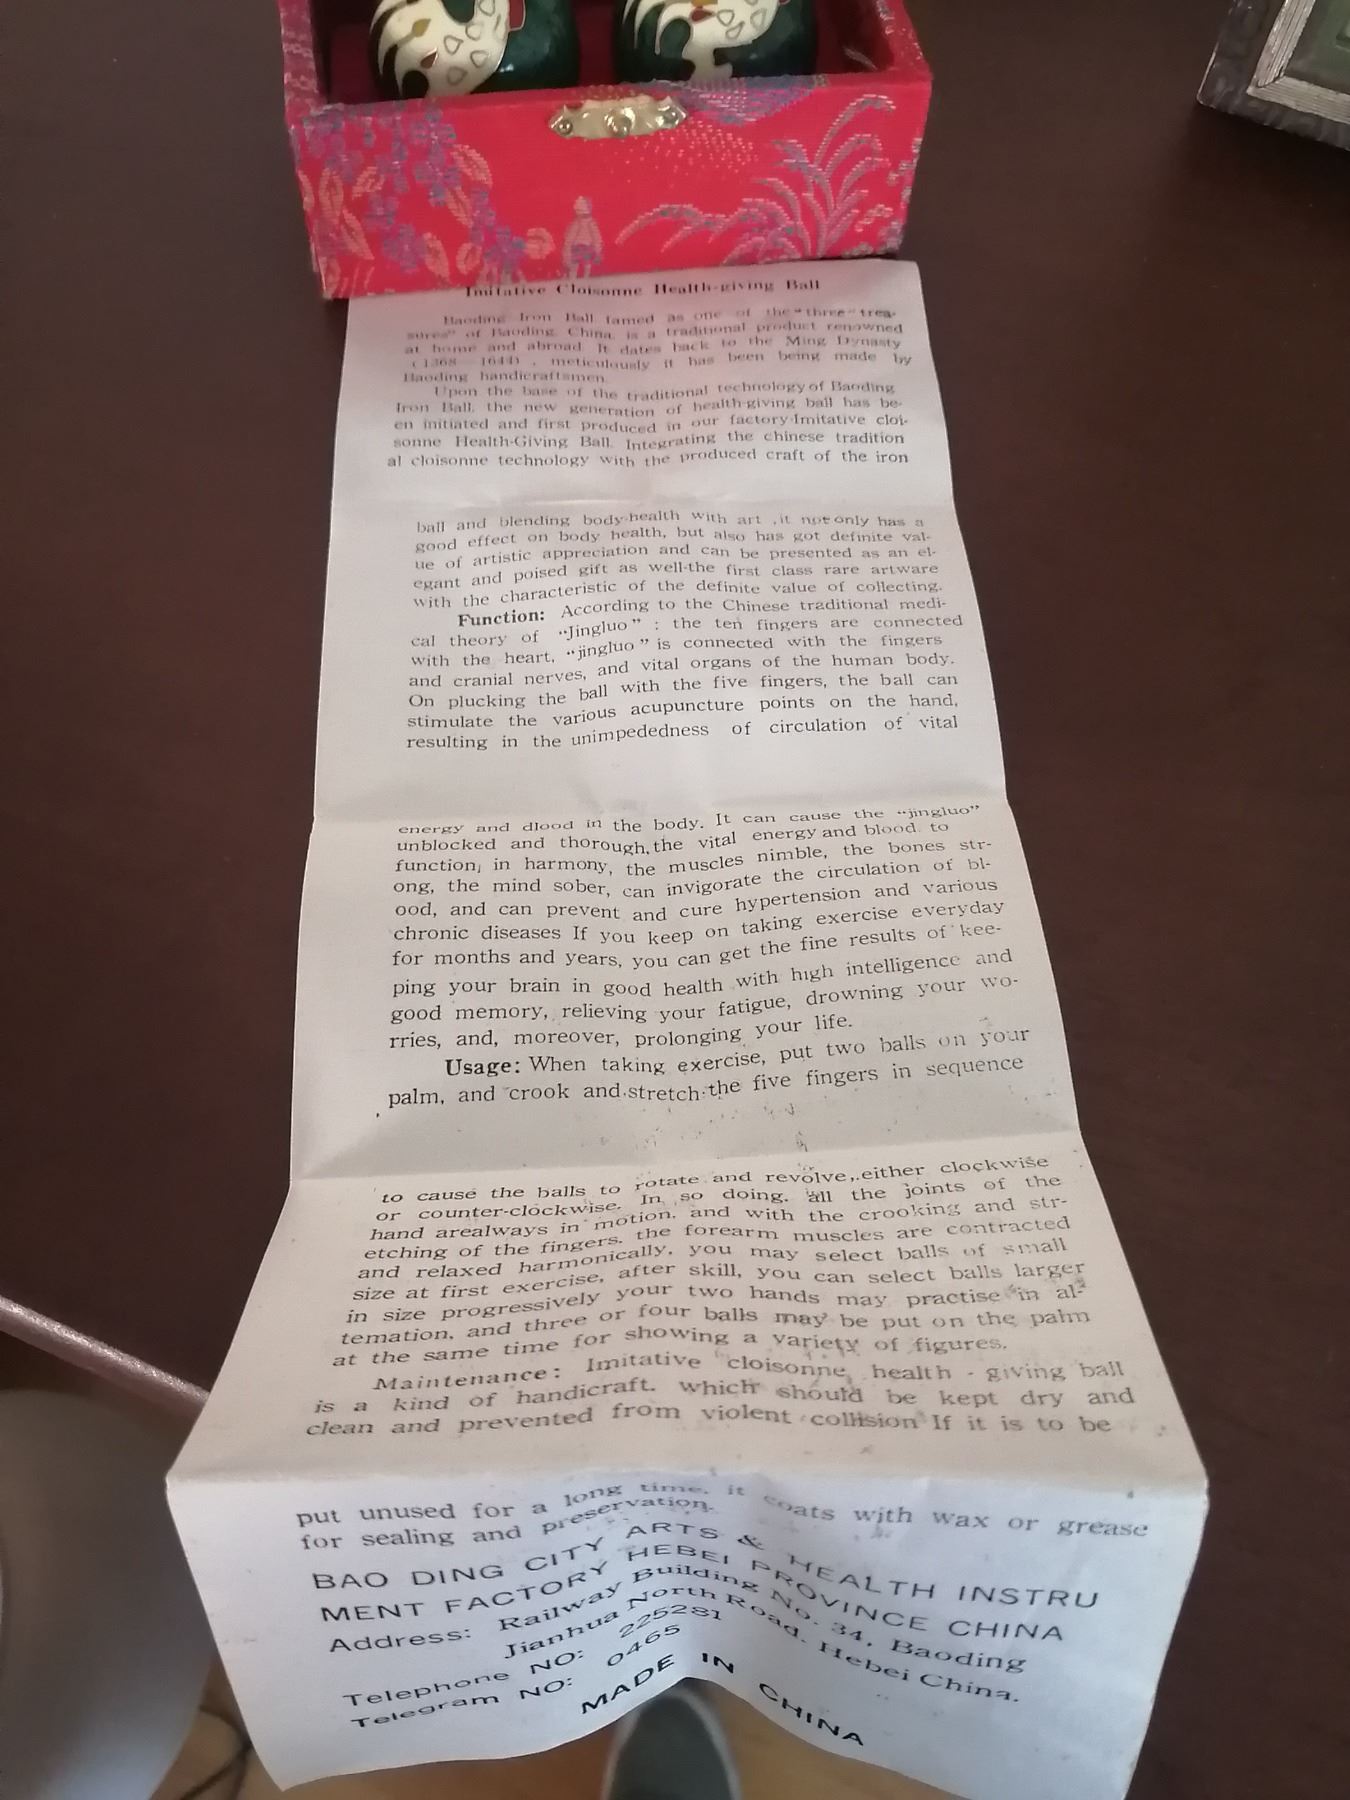 Imitative Cloisonne Health-giving Ball
Baoding Iron Ball famed as one of the "three" trea-
sures" of Baoding, China, is a traditional product renowned
at home and abroad. It dates back to the Ming Dynasty
(1368 - 1644) , meticulously it has been being made by
Baoding handicraftsmen.
Upon the base of the traditional technology of Baoding
Iron Ball, the new generation of health-giving ball has be-
en initiated and first produced in our factory-Imitative cloi-
sonne Health-Giving Ball. Integrating the chinese tradition
al cloisonne technology with the produced craft of the iron
ball and blending body-health with art ,it not only has a
good effect on body health, but also has got definite val-
ue of artistic appreciation and can be presented as an el-
egant and poised gift as well-the first class rare artware
with the characteristic of the definite value of collecting.
Function: According to the Chinese traditional medi-
cal theory of "Jingluo" : the ten fingers are connected
with the heart, "jingluo" is connected with the fingers
and cranial nerves, and vital organs of the human body.
On plucking the ball with the five fingers, the ball can
stimulate the various acupuncture points on the hand,
resulting in the unimpededness of circulation of vital
energy and dlood in the body. It can cause the "jingluo"
unblocked and thorough, the vital energy and blood. to
function, in harmony, the muscles nimble, the bones str-
ong, the mind sober, can invigorate the circulation of bl-
ood, and can prevent and cure hypertension and various
chronic diseases If you keep on taking exercise everyday
for months and years, you can get the fine results of kee-
ping your brain in good health with high intelligence and
good memory, relieving your fatigue, drowning your wo-
rries, and, moreover, prolonging your life.
Usage: When taking exercise, put two balls on your
palm, and crook and stretch the five fingers in sequence
to cause the balls to rotate and revolve, either clockwise
or counter-clockwise. In so doing, all the joints of the
hand arealways in motion, and with the crooking and str-
etching of the fingers. the forearm muscles are contracted
and relaxed harmonically, you may select balls of small
size at first exercise, after skill, you can select balls larger
in size progressively your two hands may practise in al-
temation, and three or four balls may be put on the palm
at the same time for showing a variety of figures.
Maintenance: Imitative cloisonne, health - giving ball
is a kind of handicraft. which should be kept dry and
clean and prevented from violent collision If it is to be
put unused for a long time, it coats with wax or grease
for sealing and preservation.
BAO DING CITY ARTS & HEALTH INSTRU
MENT FACTORY HEBEI PROVINCE CHINA
Address: Railway Building No. 34, Baoding
Jianhua North Road. Hebei China.
Telephone NO: 225281
Telegram NO: 0465
MADE IN CHINA